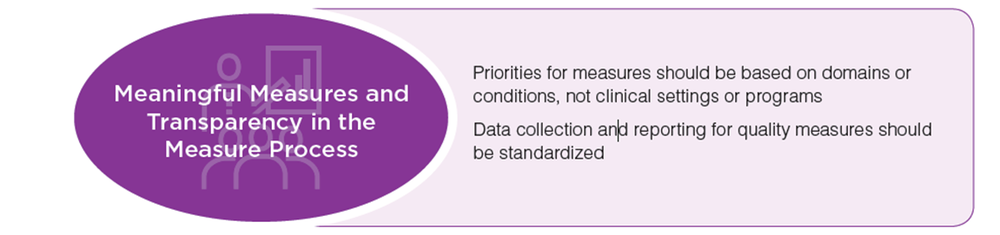 Meaningful Measures and
Transparency in the
Measure Process
Priorities for measures should be based on domains or
conditions, not clinical settings or programs
Data collection and reporting for quality measures should
be standardized